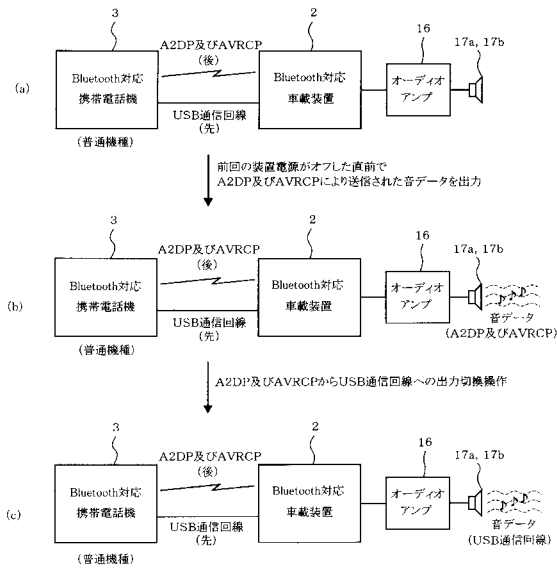 3
2
16
17a, 17b
A2DP及びAVRCP
(後)
(a)
Bluetooth対応
携帯電話機
Bluetooth対応
車載装置
オーディオ
アンプ
USB通信回線
(先)
(普通機種)
前回の装置電源がオフした直前で
A2DP及びAVRCPにより送信された音データを出力
3
2
16
17a, 17b
A2DP及びAVRCP
(後)
(b)
Bluetooth対応
携帯電話機
Bluetooth対応
車載装置
オーディオ
アンプ
USB通信回線
(先)
音データ
(A2DP及びAVRCP)
(普通機種)
A2DP及びAVRCPからUSB通信回線への出力切換操作
3
2
16
17a, 17b
A2DP及びAVRCP
(後)
(c)
Bluetooth対応
携帯電話機
Bluetooth対応
車載装置
オーディオ
アンプ
USB通信回線
(先)
音データ
(USB通信回線)
(普通機種)